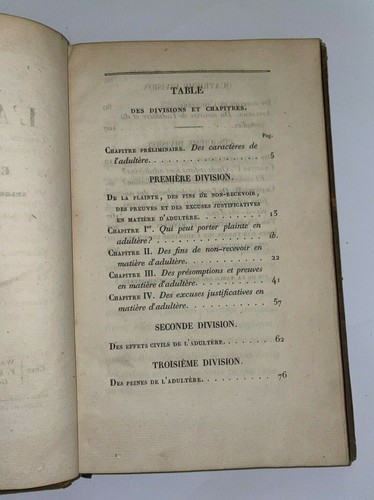 TABLE
DES DIVISIONS ET CHAPITRES.
Pag.
CHAPITRE PRÉLIMINAIRE. Des caractères de
l'adultère. . . . . . . . . . . . . . . 5
PREMIÈRE DIVISION.
DE LA PLAINTE, DES FINS DE NON-RECEVOIR,
DES PREUVES ET DES EXCUSES JUSTIFICATIVES
EN MATIÈRE D'ADULTÈRE. . . . . . . . . . 15
CHAPITRE Ier. Qui peut porter plainte en
adultère? . . . . . . . . . . . . . . . ib.
CHAPITRE II. Des fins de non-recevoir en
matière d'adultère. . . . . . . . . . . 22
CHAPITRE III. Des présomptions et preuves
en matière d'adultère. . . . . . . . . . 41
CHAPITRE IV. Des excuses justificatives en
matière d'adultère. . . . . . . . . . . 57
SECONDE DIVISION.
DES EFFETS CIVILS DE L'ADULTÈRE. . . . . . 62
TROISIÈME DIVISION.
DES PEINES DE L'ADULTÈRE. . . . . . . . . 76